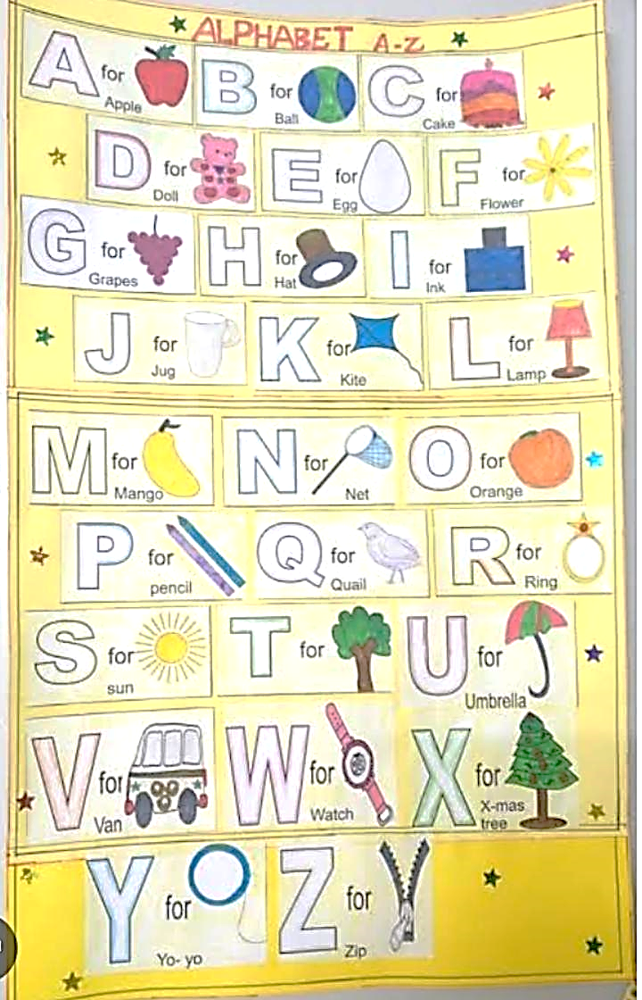 ALPHABET A-Z
A for Apple
B for Ball
C for Cake
D for Doll
E for Egg
F for Flower
G for Grapes
H for Hat
I for Ink
J for Jug
K for Kite
L for Lamp
M for Mango
N for Net
O for Orange
P for pencil
Q for Quail
R for Ring
S for sun
T for
U for Umbrella
V for Van
W for Watch
X for X-mas
tree
Y for Yo-yo
Z for Zip